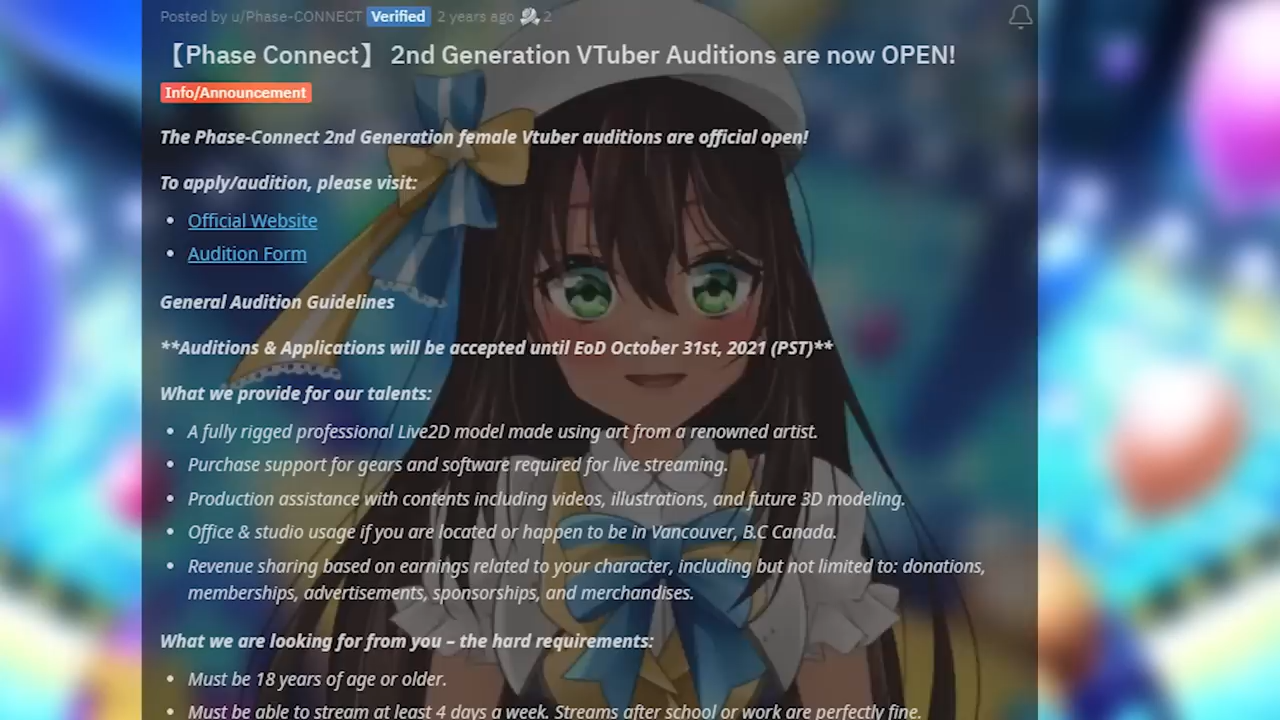 Posted by u/Phase-CONNECT Verified 2 years ago 2
【Phase Connect】 2nd Generation VTuber Auditions are now OPEN!
Info/Announcement
The Phase-Connect 2nd Generation female Vtuber auditions are official open!
To apply/audition, please visit:
• Official Website
• Audition Form
General Audition Guidelines
**Auditions & Applications will be accepted until EoD October 31st, 2021 (PST)**
What we provide for our talents:
• A fully rigged professional Live2D model made using art from a renowned artist.
• Purchase support for gears and software required for live streaming.
• Production assistance with contents including videos, illustrations, and future 3D modeling.
• Office & studio usage if you are located or happen to be in Vancouver, B.C Canada.
• Revenue sharing based on earnings related to your character, including but not limited to: donations,
memberships, advertisements, sponsorships, and merchandises.
What we are looking for from you – the hard requirements:
• Must be 18 years of age or older.
• Must be able to stream at least 4 days a week. Streams after school or work are perfectly fine.